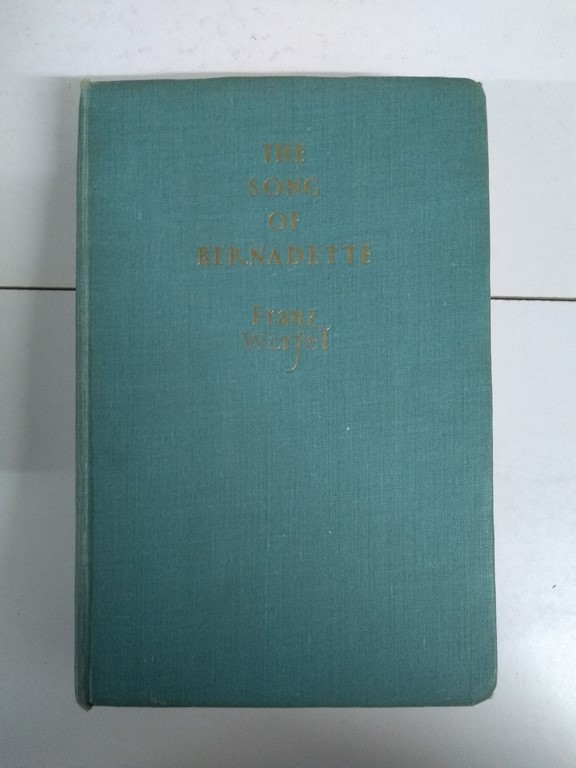 THE
SONG
OF
BERNADETTE
Franz
Werfel